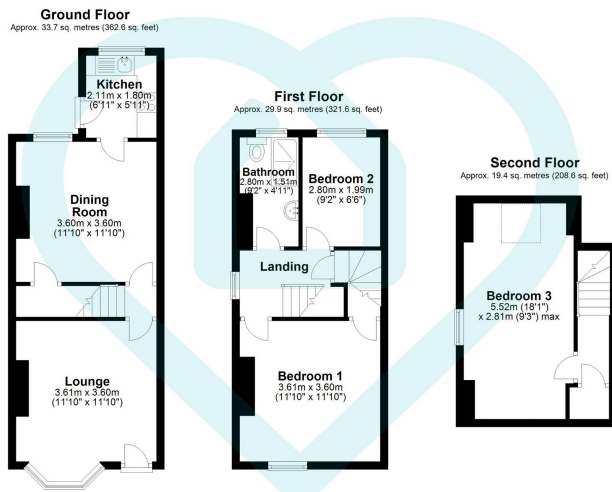 Ground Floor
Approx. 33.7 sq. metres (362.6 sq. feet)
Kitchen
2.11m x 1.80m
(6'11" x 5'11")
Dining
Room
3.60m x 3.60m
(11'10" x 11'10")
Lounge
3.61m x 3.60m
(11'10" x 11'10")
First Floor
Approx. 29.9 sq. metres (321.6 sq. feet)
Bathroom
2.80m x 1.51m
(9'2" x 4'11")
Bedroom 2
2.80m x 1.99m
(9'2" x 6'6")
Landing
Bedroom 1
3.61m x 3.60m
(11'10" x 11'10")
Second Floor
Approx. 19.4 sq. metres (208.6 sq. feet)
Bedroom 3
5.52m (18'1")
x 2.81m (9'3") max